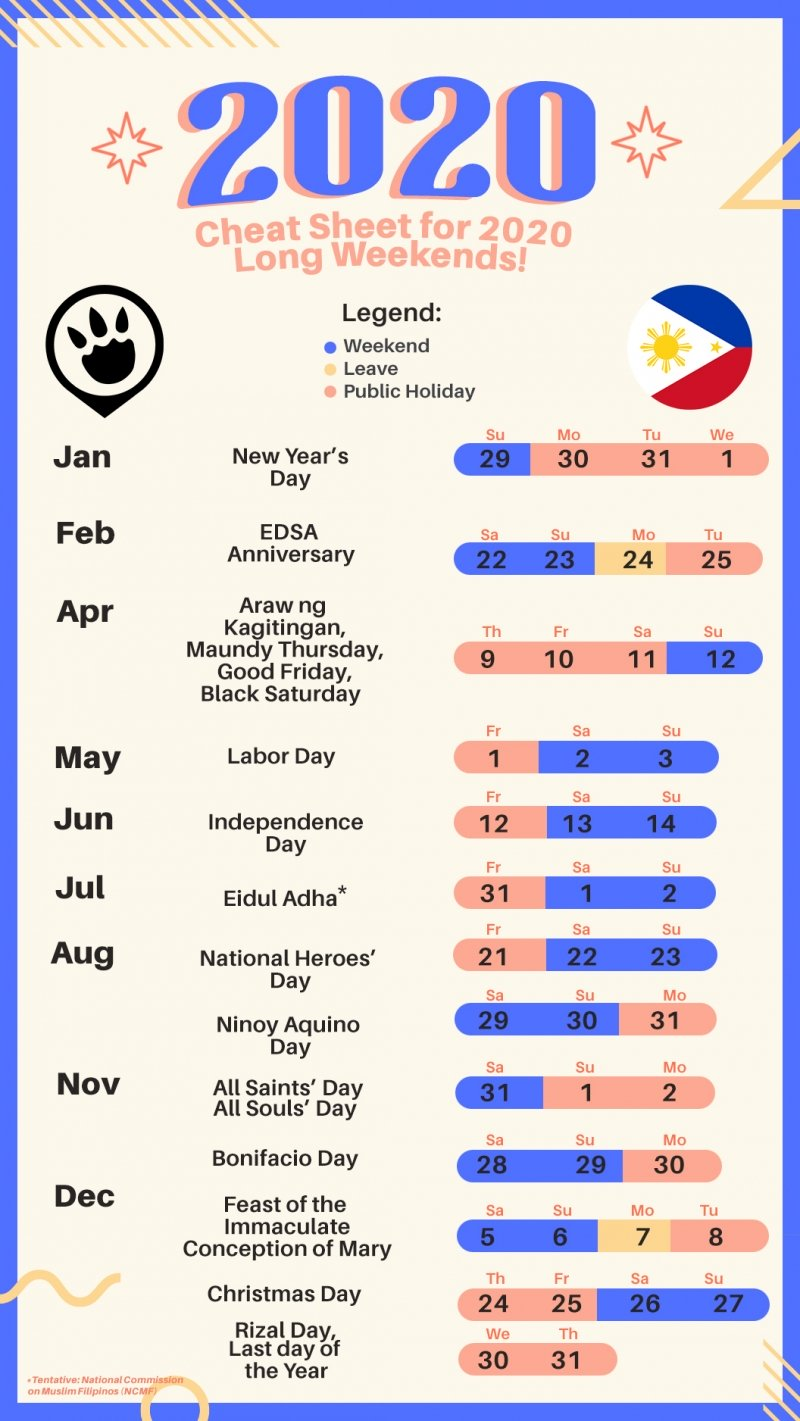 2020
Cheat Sheet for 2020
Long Weekends!
Legend:
Weekend
Leave
Public Holiday
Jan
New Year's
Day
Su Mo Tu We
29 30 31 1
Feb
EDSA
Anniversary
Sa Su Mo Tu
22 23 24 25
Apr
Araw ng
Kagitingan,
Maundy Thursday,
Good Friday,
Black Saturday
Th Fr Sa Su
9 10 11 12
May
Labor Day
Fr Sa Su
1 2 3
Jun
Independence
Day
Fr Sa Su
12 13 14
Jul
Eidul Adha*
Fr Sa Su
31 1 2
Aug
National Heroes'
Day
Fr Sa Su
21 22 23
Ninoy Aquino
Day
Sa Su Mo
29 30 31
Nov
All Saints' Day
All Souls' Day
Sa Su Mo
31 1 2
Bonifacio Day
Sa Su Mo
28 29 30
Dec
Feast of the
Immaculate
Conception of Mary
Sa Su Mo Tu
5 6 7 8
Christmas Day
Th Fr Sa Su
24 25 26 27
Rizal Day,
Last day of
the Year
We Th
30 31
*Tentative: National Commission
on Muslim Filipinos (NCMF)